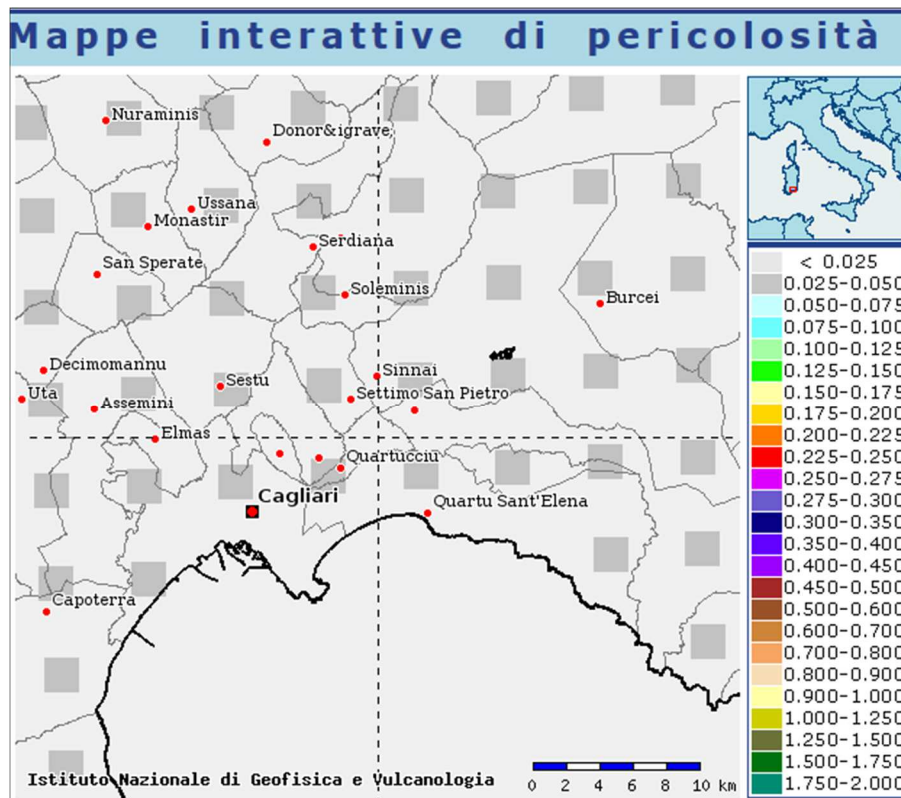 Mappe interattive di pericolosità
Nuraminis
Donor&igrave;
Ussana
Monastir
Serdiana
San Sperate
Soleminis
Burcei
Decimomannu
Sinnai
Sestu
Uta
Settimo San Pietro
Assemini
Elmas
Quartucciu
Cagliari
Quartu Sant'Elena
Capoterra
Istituto Nazionale di Geofisica e Vulcanologia
0 2 4 6 8 10 km
< 0.025
0.025-0.050
0.050-0.075
0.075-0.100
0.100-0.125
0.125-0.150
0.150-0.175
0.175-0.200
0.200-0.225
0.225-0.250
0.250-0.275
0.275-0.300
0.300-0.350
0.350-0.400
0.400-0.450
0.450-0.500
0.500-0.600
0.600-0.700
0.700-0.800
0.800-0.900
0.900-1.000
1.000-1.250
1.250-1.500
1.500-1.750
1.750-2.000